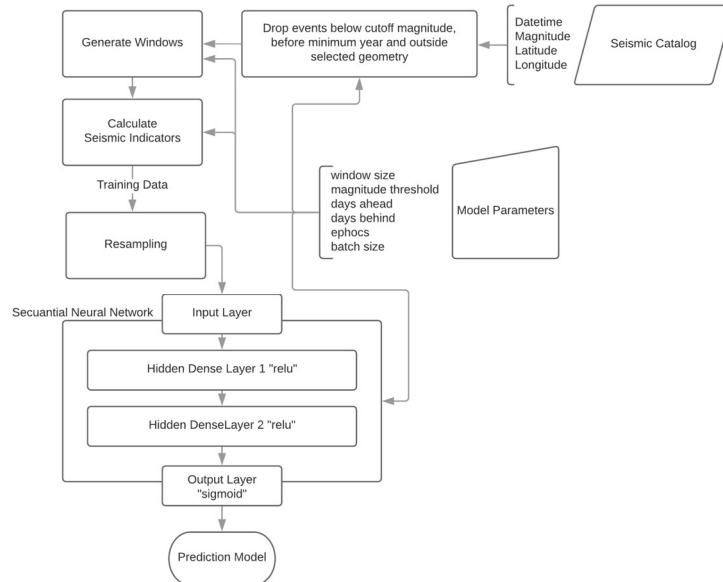 Generate Windows
Drop events below cutoff magnitude,
before minimum year and outside
selected geometry
Datetime
Magnitude
Latitude
Longitude
Seismic Catalog
Calculate
Seismic Indicators
Training Data
window size
magnitude threshold
days ahead
days behind
ephocs
batch size
Model Parameters
Resampling
Secuantial Neural Network
Input Layer
Hidden Dense Layer 1 "relu"
Hidden DenseLayer 2 "relu"
Output Layer
"sigmoid"
Prediction Model